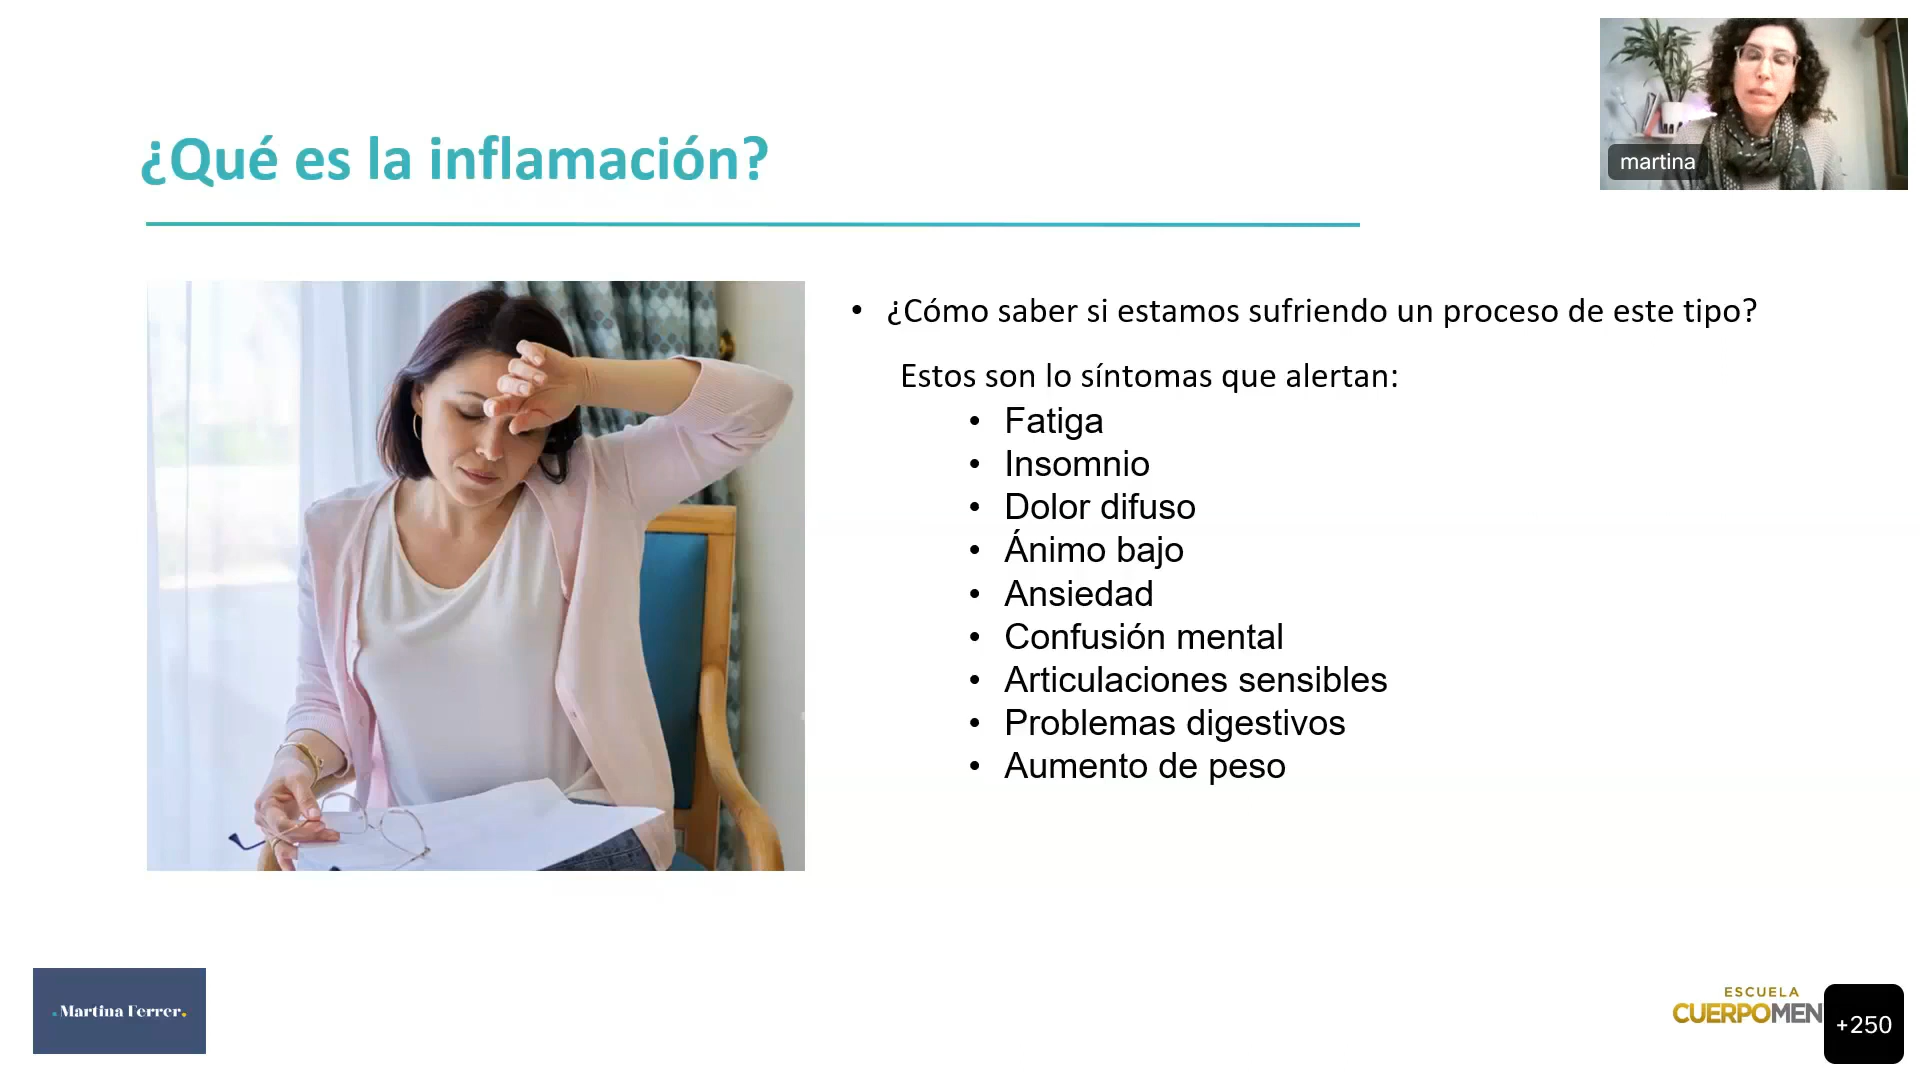 ¿Qué es la inflamación?
martina
• ¿Cómo saber si estamos sufriendo un proceso de este tipo?
Estos son lo síntomas que alertan:
• Fatiga
• Insomnio
• Dolor difuso
• Ánimo bajo
• Ansiedad
• Confusión mental
• Articulaciones sensibles
• Problemas digestivos
• Aumento de peso
.Martina Ferrer.
ESCUELA
CUERPOMEN
+250